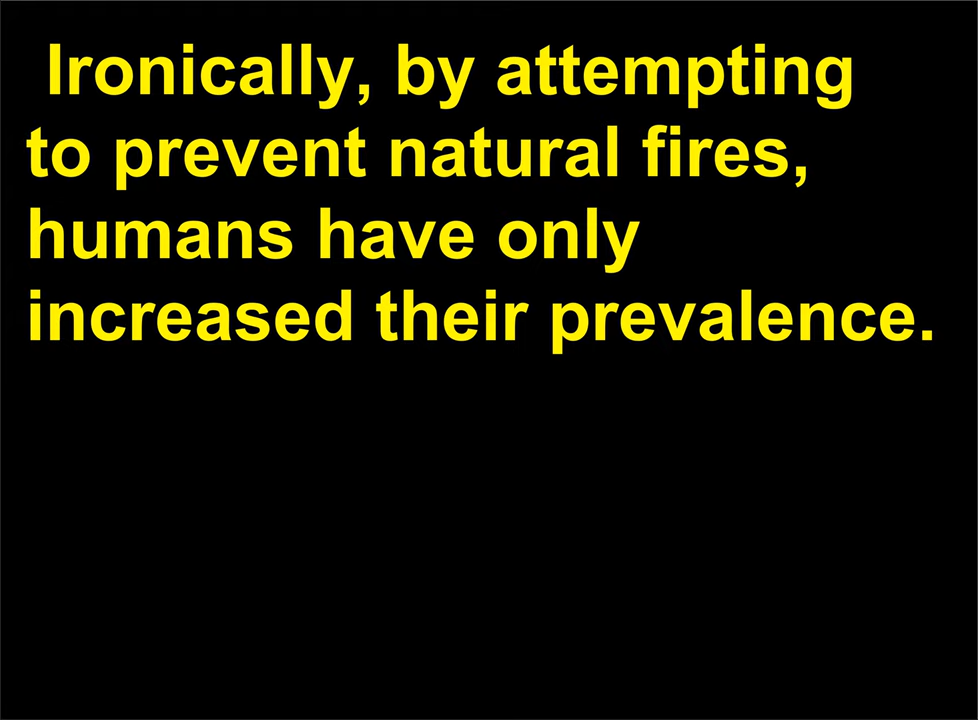 Ironically, by attempting
to prevent natural fires,
humans have only
increased their prevalence.